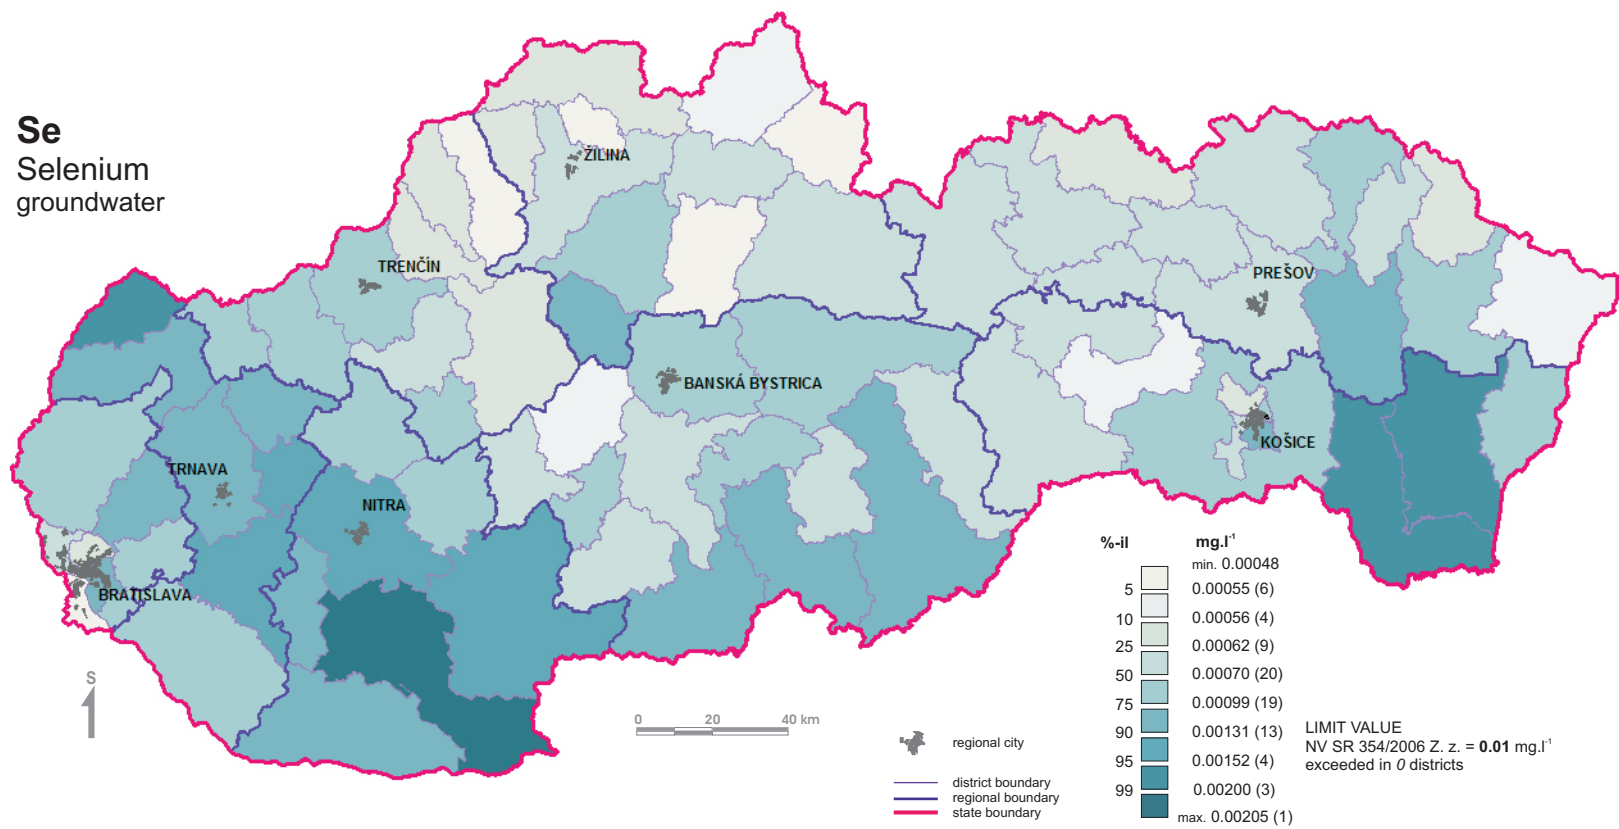 Se
Selenium
groundwater
ŽILINA
TRENČÍN
PREŠOV
BANSKÁ BYSTRICA
KOŠICE
TRNAVA
NITRA
BRATISLAVA
S
0 20 40 km
regional city
district boundary
regional boundary
state boundary
%-il mg.l-1
min. 0.00048
5 0.00055 (6)
10 0.00056 (4)
25 0.00062 (9)
50 0.00070 (20)
75 0.00099 (19)
90 0.00131 (13)
95 0.00152 (4)
99 0.00200 (3)
max. 0.00205 (1)
LIMIT VALUE
NV SR 354/2006 Z. z. = 0.01 mg.l-1
exceeded in 0 districts